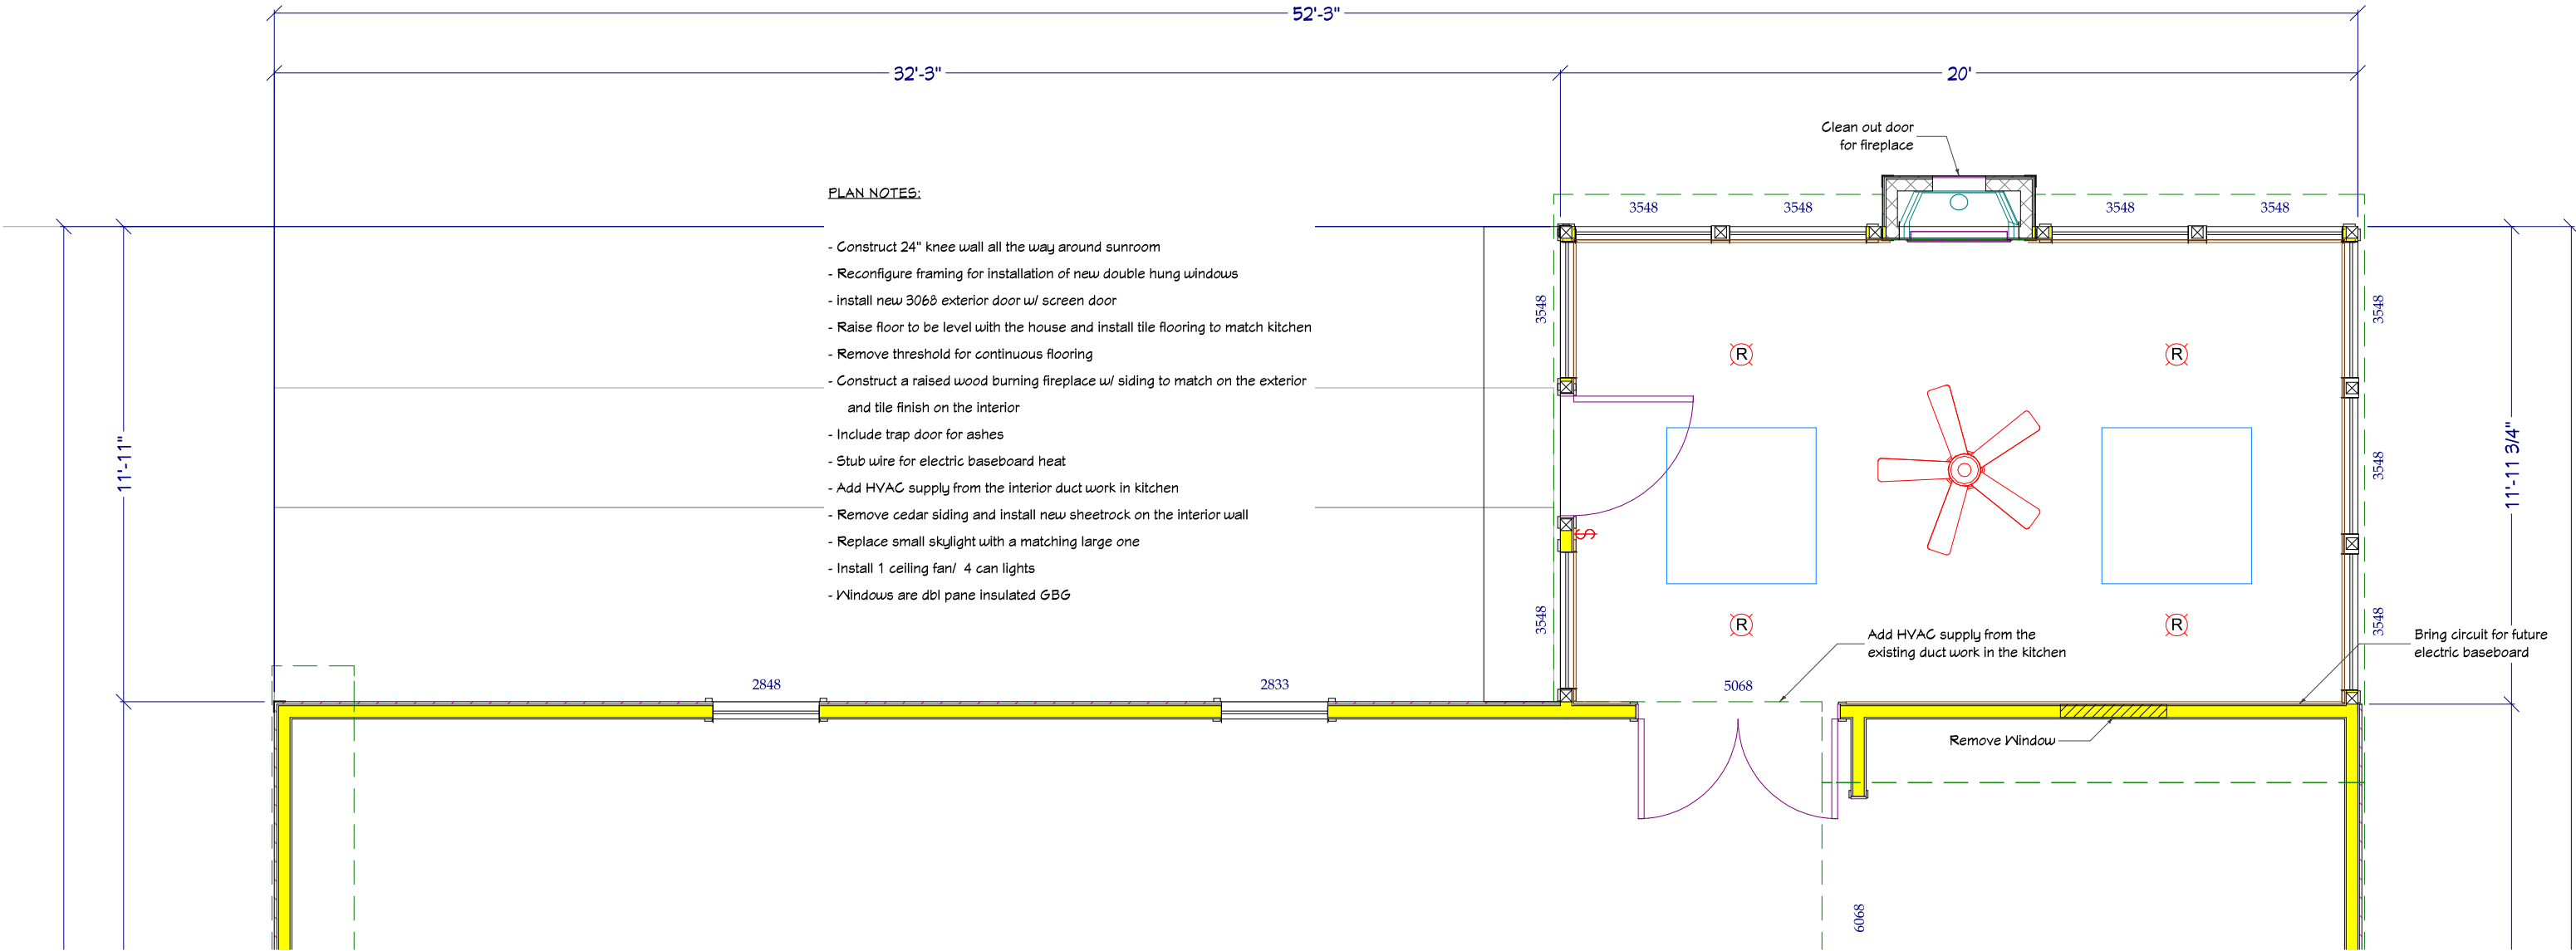 52'-3"
32'-3"
20'
Clean out door
for fireplace
PLAN NOTES:
3548
3548
3548
3548
- Construct 24" knee wall all the way around sunroom
- Reconfigure framing for installation of new double hung windows
- install new 3068 exterior door w/ screen door
- Raise floor to be level with the house and install tile flooring to match kitchen
- Remove threshold for continuous flooring
- Construct a raised wood burning fireplace w/ siding to match on the exterior
and tile finish on the interior
- Include trap door for ashes
- Stub wire for electric baseboard heat
- Add HVAC supply from the interior duct work in kitchen
- Remove cedar siding and install new sheetrock on the interior wall
- Replace small skylight with a matching large one
- Install 1 ceiling fan/ 4 can lights
- Windows are dbl pane insulated GBG
3548
3548
R
R
11'-11"
3548
11'-11 3/4"
$
3548
3548
R
R
Add HVAC supply from the
existing duct work in the kitchen
Bring circuit for future
electric baseboard
2848
2833
5068
Remove Window
6068